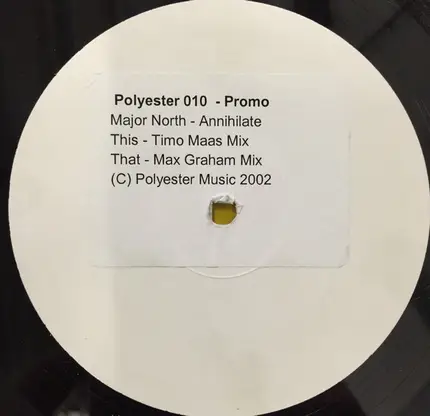 Polyester 010 - Promo
Major North - Annihilate
This - Timo Maas Mix
That - Max Graham Mix
(C) Polyester Music 2002